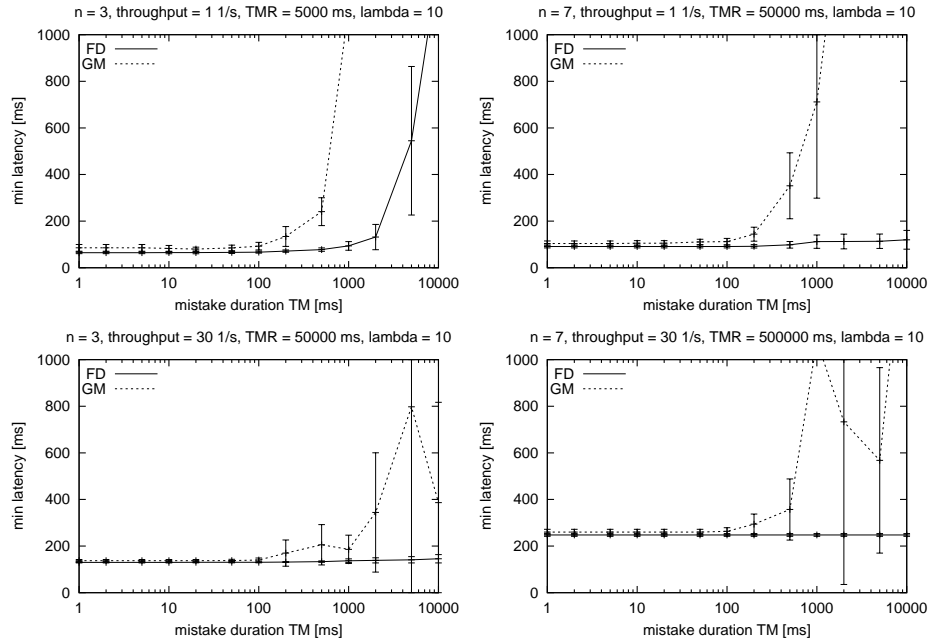 n = 3, throughput = 1 1/s, TMR = 5000 ms, lambda = 10
FD
GM
min latency [ms]
1000
800
600
400
200
0
1 10 100 1000 10000
mistake duration TM [ms]
n = 7, throughput = 1 1/s, TMR = 50000 ms, lambda = 10
FD
GM
min latency [ms]
1000
800
600
400
200
0
1 10 100 1000 10000
mistake duration TM [ms]
n = 3, throughput = 30 1/s, TMR = 50000 ms, lambda = 10
FD
GM
min latency [ms]
1000
800
600
400
200
0
1 10 100 1000 10000
mistake duration TM [ms]
n = 7, throughput = 30 1/s, TMR = 500000 ms, lambda = 10
FD
GM
min latency [ms]
1000
800
600
400
200
0
1 10 100 1000 10000
mistake duration TM [ms]